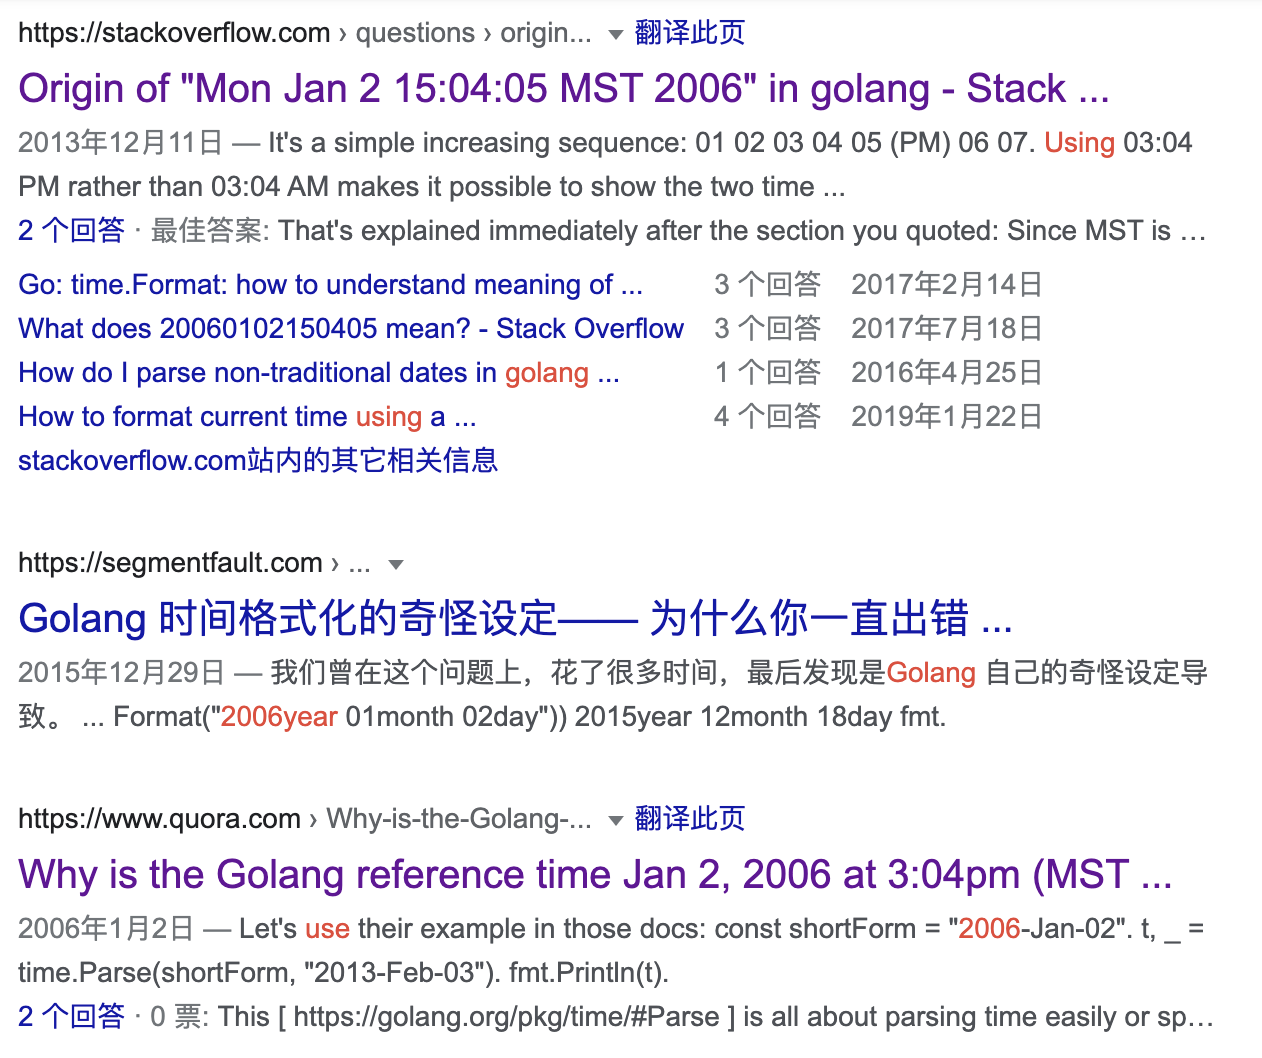 https://stackoverflow.com › questions › origin... 翻译此页
Origin of "Mon Jan 2 15:04:05 MST 2006" in golang - Stack ...
2013年12月11日 — It's a simple increasing sequence: 01 02 03 04 05 (PM) 06 07. Using 03:04
PM rather than 03:04 AM makes it possible to show the two time ...
2 个回答 · 最佳答案: That's explained immediately after the section you quoted: Since MST is …
Go: time.Format: how to understand meaning of ... 3 个回答 2017年2月14日
What does 20060102150405 mean? - Stack Overflow 3 个回答 2017年7月18日
How do I parse non-traditional dates in golang ... 1 个回答 2016年4月25日
How to format current time using a ... 4 个回答 2019年1月22日
stackoverflow.com站内的其它相关信息
https://segmentfault.com › ...
Golang 时间格式化的奇怪设定—— 为什么你一直出错 ...
2015年12月29日 — 我们曾在这个问题上，花了很多时间，最后发现是Golang 自己的奇怪设定导
致。 ... Format("2006year 01month 02day")) 2015year 12month 18day fmt.
https://www.quora.com › Why-is-the-Golang-... 翻译此页
Why is the Golang reference time Jan 2, 2006 at 3:04pm (MST ...
2006年1月2日 — Let's use their example in those docs: const shortForm = "2006-Jan-02". t, _ =
time.Parse(shortForm, "2013-Feb-03"). fmt.Println(t).
2 个回答 · 0 票: This [ https://golang.org/pkg/time/#Parse ] is all about parsing time easily or sp…